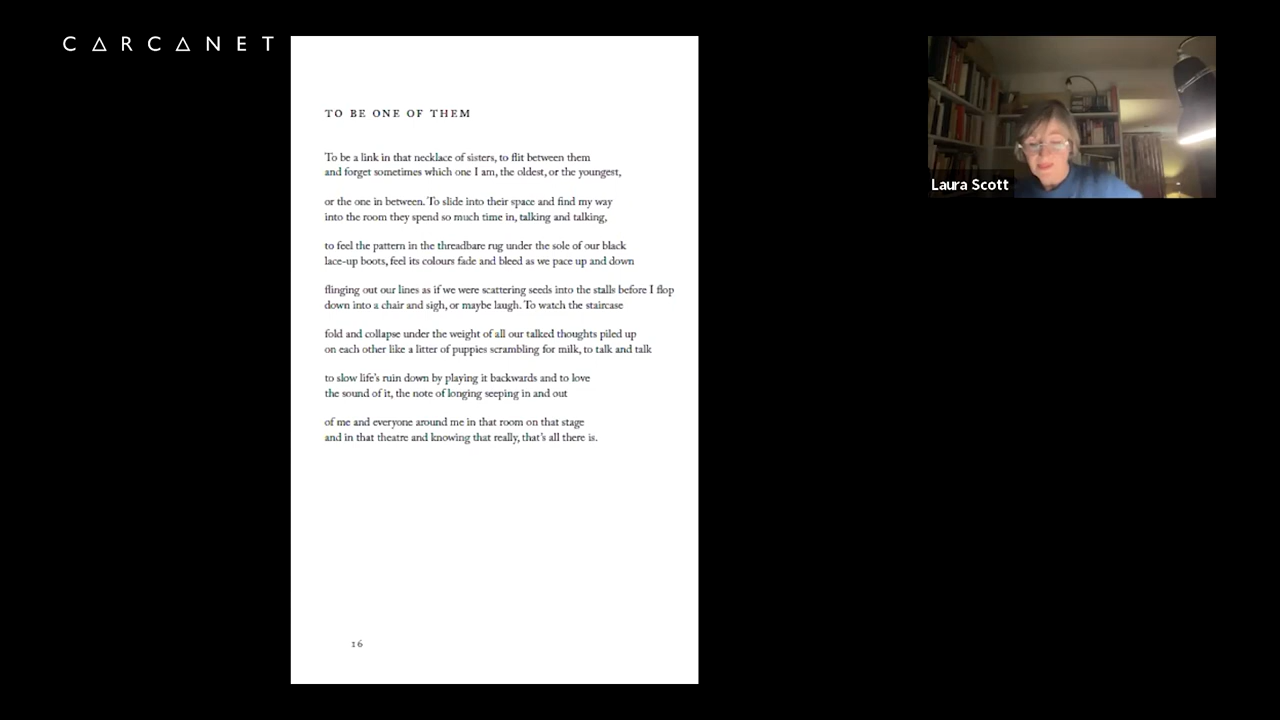 CARCANET
TO BE ONE OF THEM
To be a link in that necklace of sisters, to flit between them
and forget sometimes which one I am, the oldest, or the youngest,
or the one in between. To slide into their space and find my way
into the room they spend so much time in, talking and talking,
to feel the pattern in the threadbare rug under the sole of our black
lace-up boots, feel its colours fade and bleed as we pace up and down
flinging out our lines as if we were scattering seeds into the stalls before I flop
down into a chair and sigh, or maybe laugh. To watch the staircase
fold and collapse under the weight of all our talked thoughts piled up
on each other like a litter of puppies scrambling for milk, to talk and talk
to slow life's ruin down by playing it backwards and to love
the sound of it, the note of longing seeping in and out
of me and everyone around me in that room on that stage
and in that theatre and knowing that really, that's all there is.
16
Laura Scott